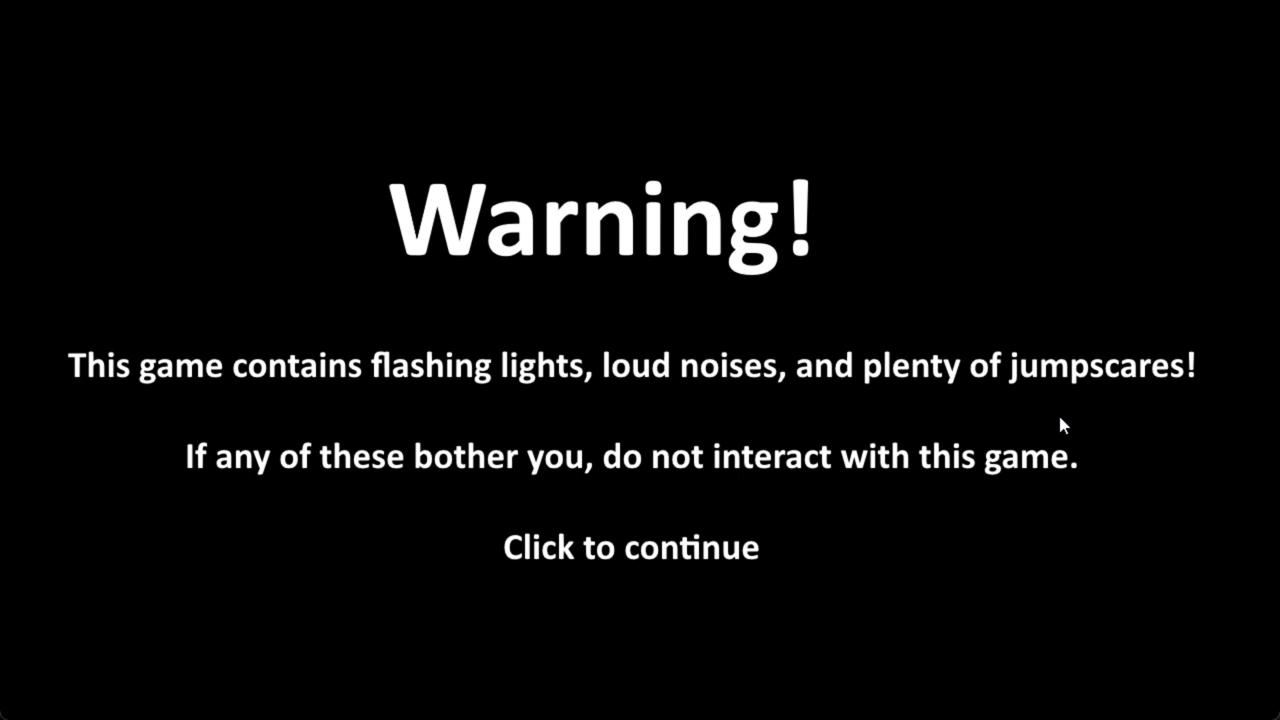 Warning!
This game contains flashing lights, loud noises, and plenty of jumpscares!
If any of these bother you, do not interact with this game.
Click to continue